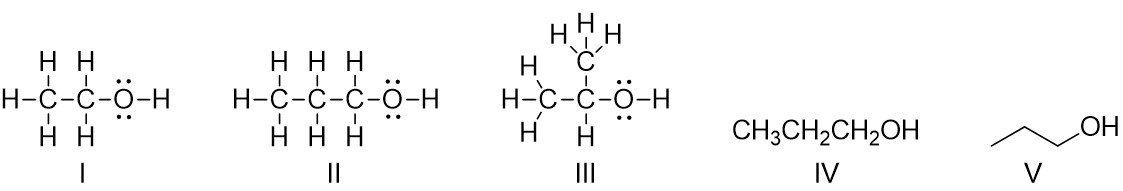 H H
H-C-C-O-H
H H
I
H H H
H-C-C-C-O-H
H H H
II
H
H H
C
H
H-C-C-O-H
H H
III
CH₃CH₂CH₂OH
IV
OH
V